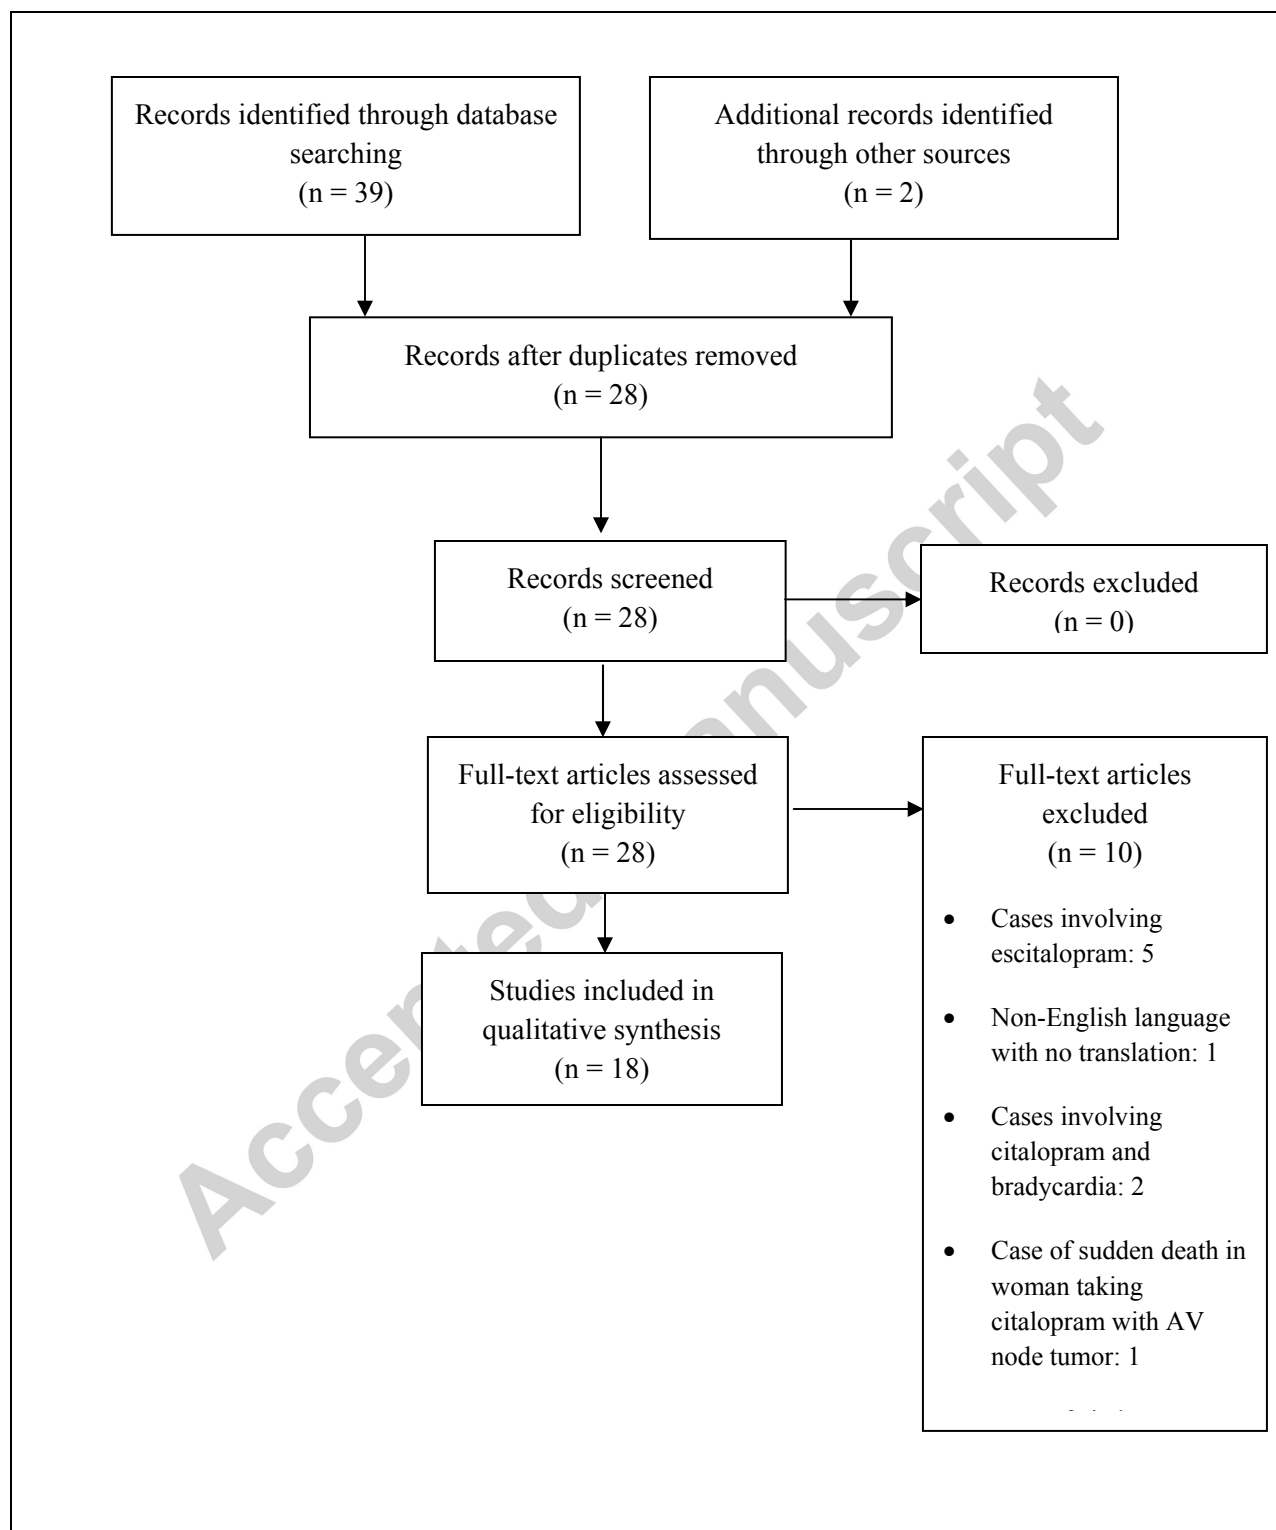 Records identified through database
searching
(n = 39)
Additional records identified
through other sources
(n = 2)
Records after duplicates removed
(n = 28)
Records screened
(n = 28)
Records excluded
(n = 0)
Full-text articles assessed
for eligibility
(n = 28)
Full-text articles
excluded
(n = 10)
• Cases involving
escitalopram: 5
• Non-English language
with no translation: 1
• Cases involving
citalopram and
bradycardia: 2
• Case of sudden death in
woman taking
citalopram with AV
node tumor: 1
Studies included in
qualitative synthesis
(n = 18)
Accepted Manuscript